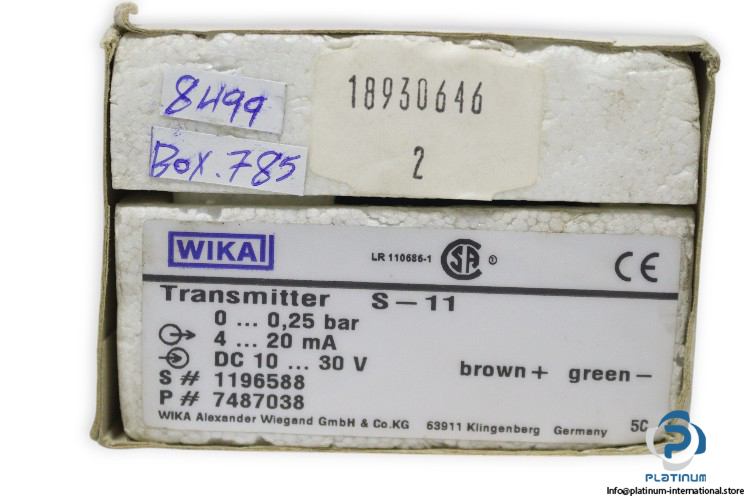 8499
Box.785
18930646
2
WIKA
LR 110686-1
SA
CE
Transmitter S-11
0 ... 0,25 bar
4 ... 20 mA
DC 10 ... 30 V
brown + green -
S # 1196588
P # 7487038
WIKA Alexander Wiegand GmbH & Co.KG 63911 Klingenberg Germany 5C
PLATINUM
Info@platinum-international.store